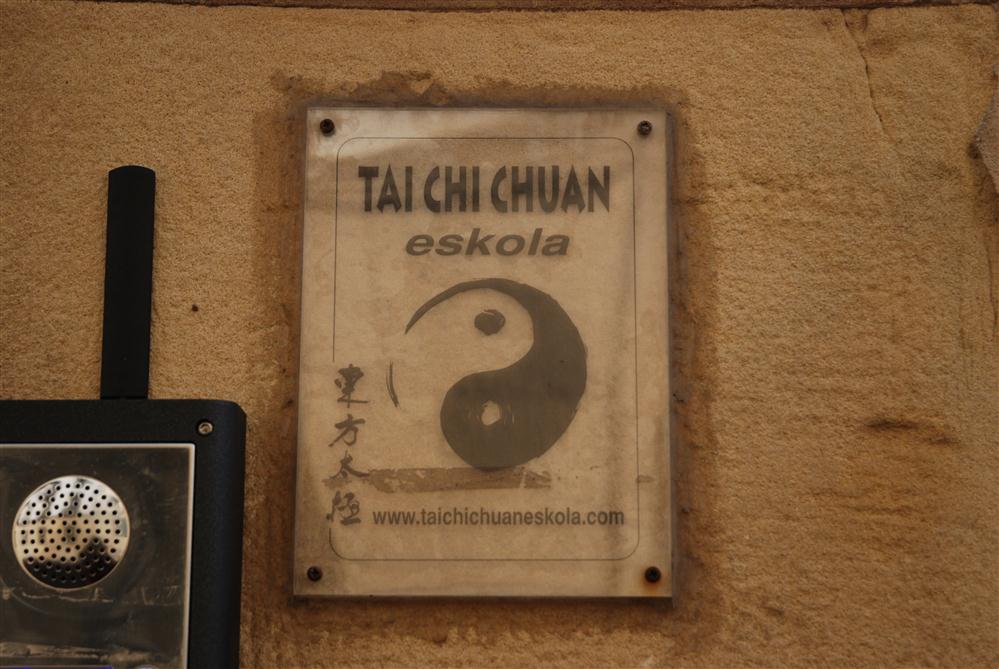 TAI CHI CHUAN
eskola
東方太極
www.taichichuaneskola.com